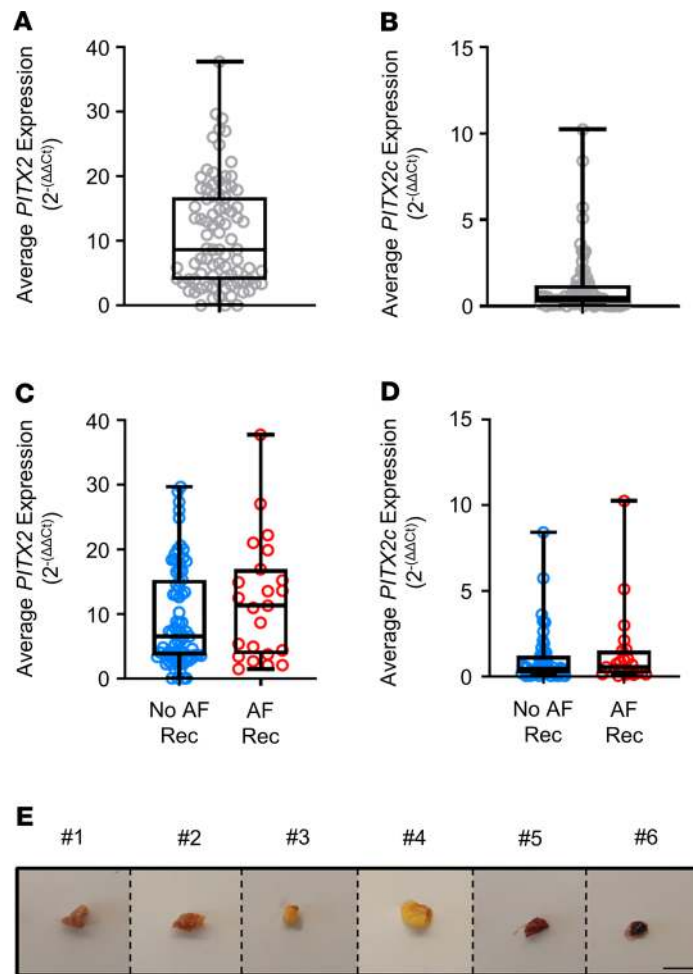 A
Average PITX2 Expression
(2-(ΔΔCt))
40
30
20
10
0
B
Average PITX2c Expression
(2-(ΔΔCt))
15
10
5
0
C
Average PITX2 Expression
(2-(ΔΔCt))
40
30
20
10
0
No AF
Rec
AF
Rec
D
Average PITX2c Expression
(2-(ΔΔCt))
15
10
5
0
No AF
Rec
AF
Rec
E
#1 #2 #3 #4 #5 #6